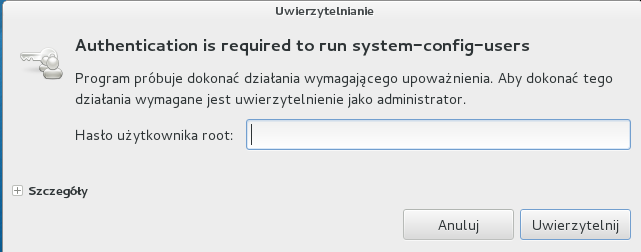 Uwierzytelnianie
Authentication is required to run system-config-users
Program próbuje dokonać działania wymagającego upoważnienia. Aby dokonać tego
działania wymagane jest uwierzytelnienie jako administrator.
Hasło użytkownika root:
Szczegóły
Anuluj
Uwierzytelnij